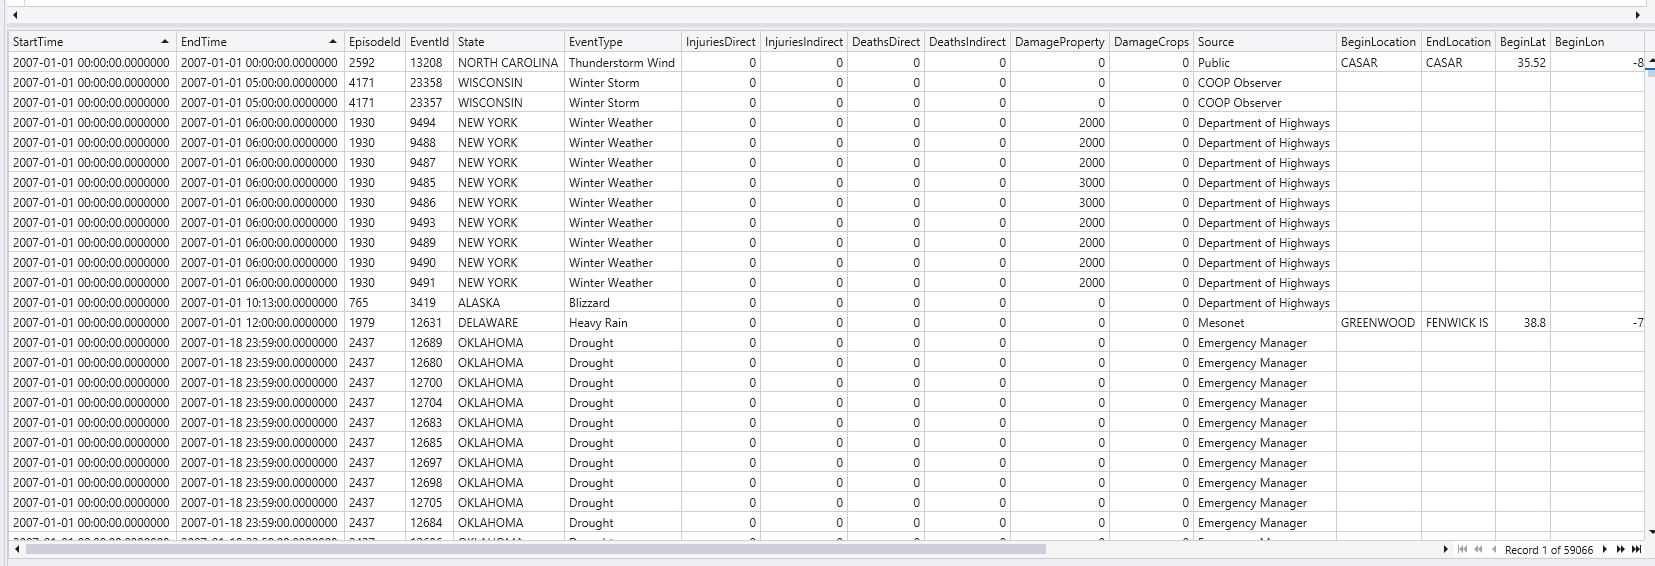 StartTime EndTime EpisodeId EventId State EventType InjuriesDirect InjuriesIndirect DeathsDirect DeathsIndirect DamageProperty DamageCrops Source BeginLocation EndLocation BeginLat BeginLon
2007-01-01 00:00:00.0000000 2007-01-01 00:00:00.0000000 2592 13208 NORTH CAROLINA Thunderstorm Wind 0 0 0 0 0 0 Public CASAR CASAR 35.52 -8
2007-01-01 00:00:00.0000000 2007-01-01 05:00:00.0000000 4171 23358 WISCONSIN Winter Storm 0 0 0 0 0 0 COOP Observer
2007-01-01 00:00:00.0000000 2007-01-01 05:00:00.0000000 4171 23357 WISCONSIN Winter Storm 0 0 0 0 0 0 COOP Observer
2007-01-01 00:00:00.0000000 2007-01-01 06:00:00.0000000 1930 9494 NEW YORK Winter Weather 0 0 0 0 2000 0 Department of Highways
2007-01-01 00:00:00.0000000 2007-01-01 06:00:00.0000000 1930 9488 NEW YORK Winter Weather 0 0 0 0 2000 0 Department of Highways
2007-01-01 00:00:00.0000000 2007-01-01 06:00:00.0000000 1930 9487 NEW YORK Winter Weather 0 0 0 0 2000 0 Department of Highways
2007-01-01 00:00:00.0000000 2007-01-01 06:00:00.0000000 1930 9485 NEW YORK Winter Weather 0 0 0 0 3000 0 Department of Highways
2007-01-01 00:00:00.0000000 2007-01-01 06:00:00.0000000 1930 9486 NEW YORK Winter Weather 0 0 0 0 3000 0 Department of Highways
2007-01-01 00:00:00.0000000 2007-01-01 06:00:00.0000000 1930 9493 NEW YORK Winter Weather 0 0 0 0 2000 0 Department of Highways
2007-01-01 00:00:00.0000000 2007-01-01 06:00:00.0000000 1930 9489 NEW YORK Winter Weather 0 0 0 0 2000 0 Department of Highways
2007-01-01 00:00:00.0000000 2007-01-01 06:00:00.0000000 1930 9490 NEW YORK Winter Weather 0 0 0 0 2000 0 Department of Highways
2007-01-01 00:00:00.0000000 2007-01-01 06:00:00.0000000 1930 9491 NEW YORK Winter Weather 0 0 0 0 2000 0 Department of Highways
2007-01-01 00:00:00.0000000 2007-01-01 10:13:00.0000000 765 3419 ALASKA Blizzard 0 0 0 0 0 0 Department of Highways
2007-01-01 00:00:00.0000000 2007-01-01 12:00:00.0000000 1979 12631 DELAWARE Heavy Rain 0 0 0 0 0 0 Mesonet GREENWOOD FENWICK IS 38.8 -7
2007-01-01 00:00:00.0000000 2007-01-18 23:59:00.0000000 2437 12689 OKLAHOMA Drought 0 0 0 0 0 0 Emergency Manager
2007-01-01 00:00:00.0000000 2007-01-18 23:59:00.0000000 2437 12680 OKLAHOMA Drought 0 0 0 0 0 0 Emergency Manager
2007-01-01 00:00:00.0000000 2007-01-18 23:59:00.0000000 2437 12700 OKLAHOMA Drought 0 0 0 0 0 0 Emergency Manager
2007-01-01 00:00:00.0000000 2007-01-18 23:59:00.0000000 2437 12704 OKLAHOMA Drought 0 0 0 0 0 0 Emergency Manager
2007-01-01 00:00:00.0000000 2007-01-18 23:59:00.0000000 2437 12683 OKLAHOMA Drought 0 0 0 0 0 0 Emergency Manager
2007-01-01 00:00:00.0000000 2007-01-18 23:59:00.0000000 2437 12685 OKLAHOMA Drought 0 0 0 0 0 0 Emergency Manager
2007-01-01 00:00:00.0000000 2007-01-18 23:59:00.0000000 2437 12697 OKLAHOMA Drought 0 0 0 0 0 0 Emergency Manager
2007-01-01 00:00:00.0000000 2007-01-18 23:59:00.0000000 2437 12698 OKLAHOMA Drought 0 0 0 0 0 0 Emergency Manager
2007-01-01 00:00:00.0000000 2007-01-18 23:59:00.0000000 2437 12705 OKLAHOMA Drought 0 0 0 0 0 0 Emergency Manager
2007-01-01 00:00:00.0000000 2007-01-18 23:59:00.0000000 2437 12684 OKLAHOMA Drought 0 0 0 0 0 0 Emergency Manager
Record 1 of 59066